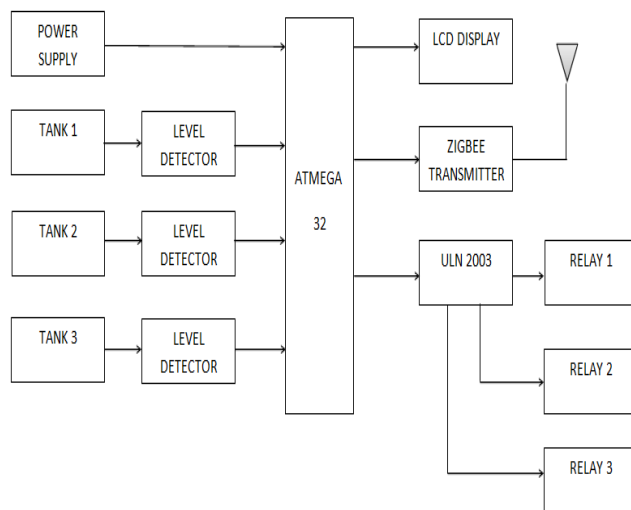 POWER
SUPPLY
TANK 1
LEVEL
DETECTOR
TANK 2
LEVEL
DETECTOR
TANK 3
LEVEL
DETECTOR
ATMEGA
32
LCD DISPLAY
ZIGBEE
TRANSMITTER
ULN 2003
RELAY 1
RELAY 2
RELAY 3